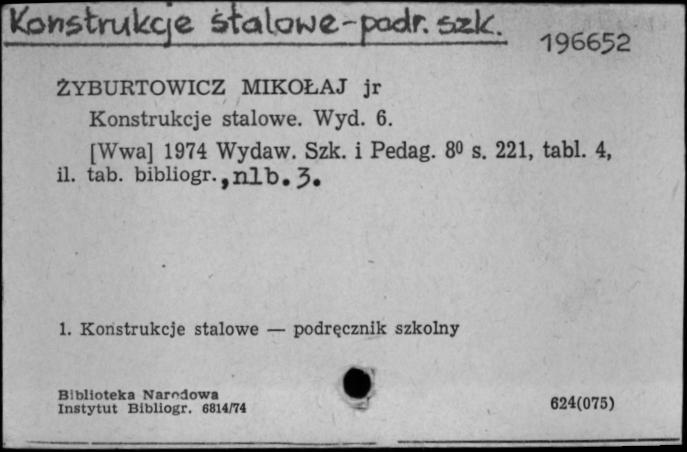 Konstrukcje stalowe - podr. szk.
196652
ŻYBURTOWICZ MIKOŁAJ jr
Konstrukcje stalowe. Wyd. 6.
[Wwa] 1974 Wydaw. Szk. i Pedag. 8⁰ s. 221, tabl. 4,
il. tab. bibliogr., nlb. 3.
1. Konstrukcje stalowe — podręcznik szkolny
Biblioteka Narodowa
Instytut Bibliogr. 6814/74
624(075)